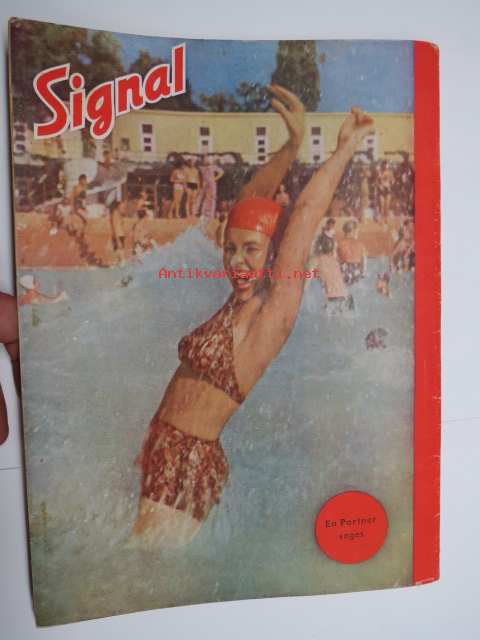 Signal
Antikvariaatti.net
En Partner
søges